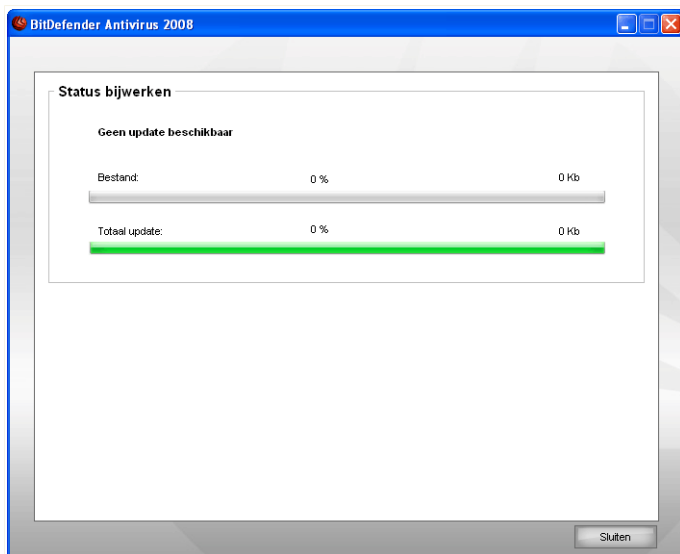 BitDefender Antivirus 2008
Status bijwerken
Geen update beschikbaar
Bestand: 0 % 0 Kb
Totaal update: 0 % 0 Kb
Sluiten